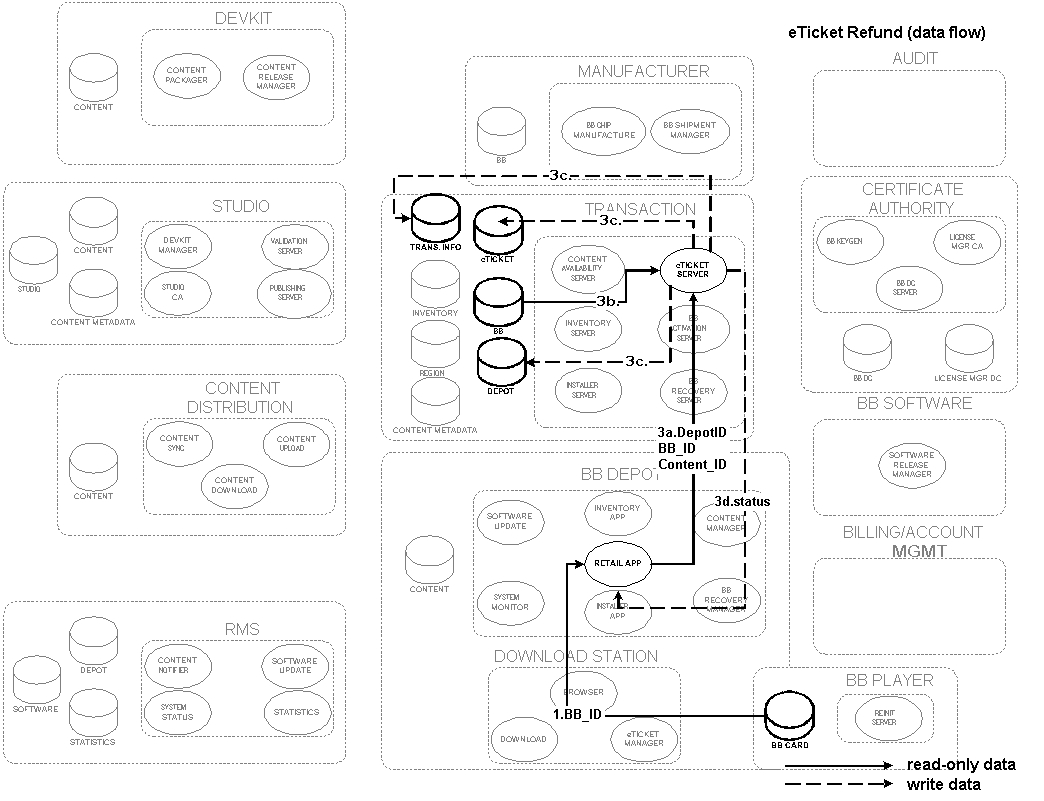 eTicket Refund (data flow)
DEVKIT
CONTENT
CONTENT
PACKAGER
CONTENT
RELEASE
MANAGER
MANUFACTURER
BB
BB CHIP
MANUFACTURE
BB SHIPMENT
MANAGER
AUDIT
STUDIO
STUDIO
CONTENT
CONTENT METADATA
DEVKIT
MANAGER
VALIDATION
SERVER
STUDIO
CA
PUBLISHING
SERVER
3c.
TRANSACTION
TRANS.INFO
eTICKET
3c.
INVENTORY
BB
3b.
REGION
DEPOT
3c.
CONTENT METADATA
CONTENT
AVAILABILITY
SERVER
eTICKET
SERVER
INVENTORY
SERVER
BB
ACTIVATION
SERVER
INSTALLER
SERVER
BB
RECOVERY
SERVER
CERTIFICATE
AUTHORITY
BB KEYGEN
LICENSE
MGR CA
BB DC
SERVER
BB DC
LICENSE MGR DC
CONTENT
DISTRIBUTION
CONTENT
CONTENT
SYNC
CONTENT
UPLOAD
CONTENT
DOWNLOAD
3a.DepotID
BB_ID
Content_ID
BB DEPOT
3d.status
CONTENT
SOFTWARE
UPDATE
INVENTORY
APP
CONTENT
MANAGER
RETAIL APP
SYSTEM
MONITOR
INSTALLER
APP
BB
RECOVERY
MANAGER
BB SOFTWARE
SOFTWARE
RELEASE
MANAGER
BILLING/ACCOUNT
MGMT
RMS
SOFTWARE
DEPOT
STATISTICS
CONTENT
NOTIFIER
SOFTWARE
UPDATE
SYSTEM
STATUS
STATISTICS
DOWNLOAD STATION
BROWSER
1.BB_ID
DOWNLOAD
eTICKET
MANAGER
BB PLAYER
BB CARD
REINIT
SERVER
read-only data
write data